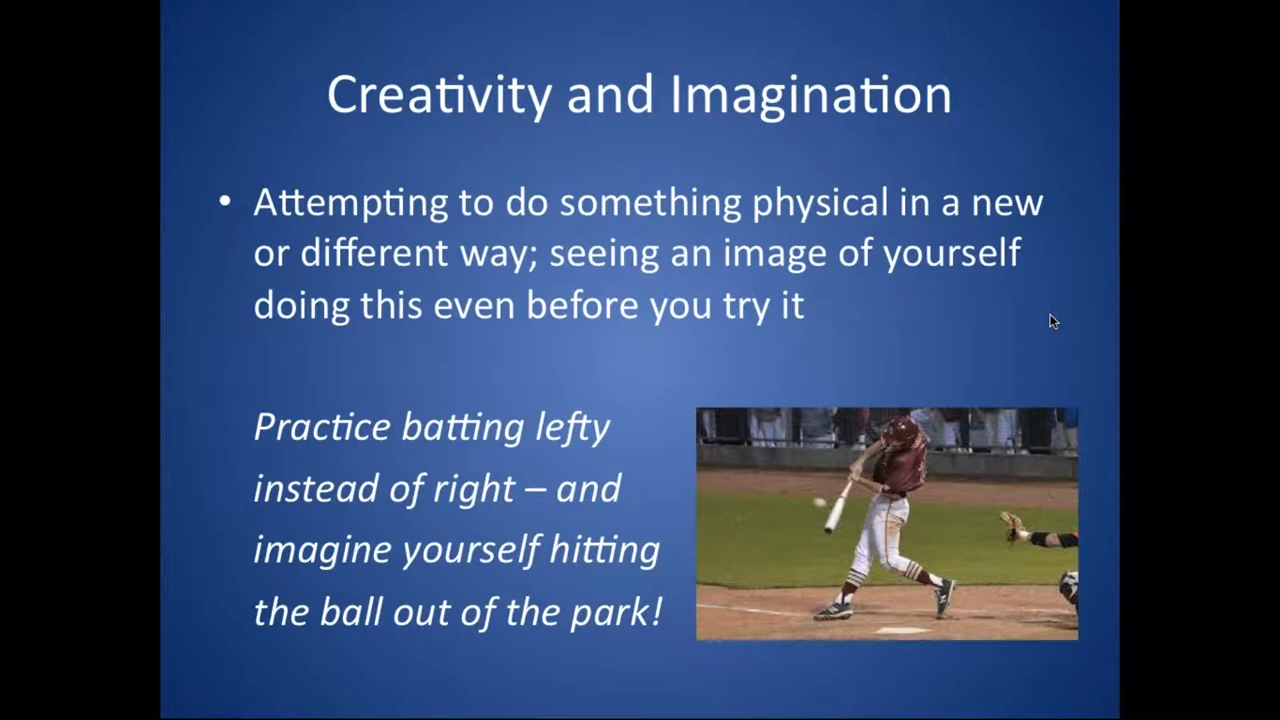 Creativity and Imagination
• Attempting to do something physical in a new
or different way; seeing an image of yourself
doing this even before you try it
Practice batting lefty
instead of right – and
imagine yourself hitting
the ball out of the park!